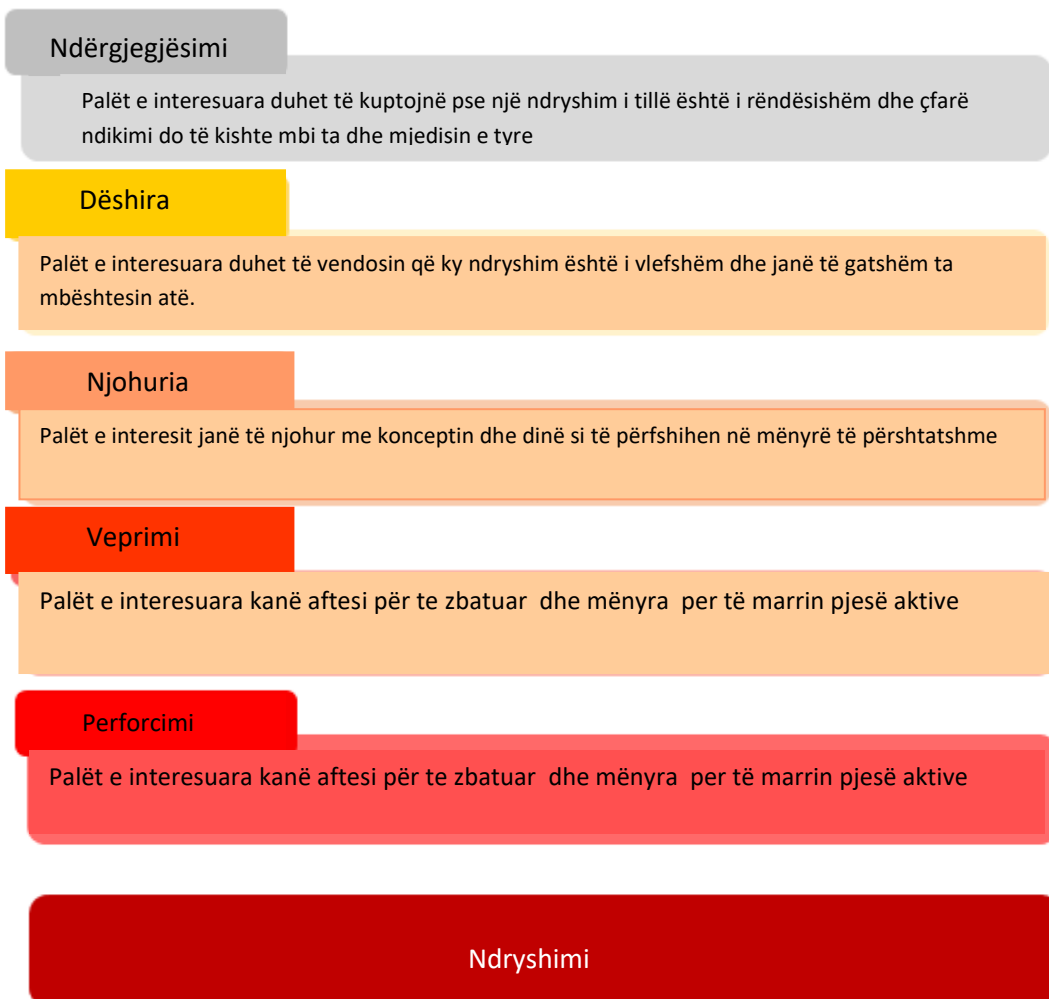 Ndërgjegjësimi
Palët e interesuara duhet të kuptojnë pse një ndryshim i tillë është i rëndësishëm dhe çfarë
ndikimi do të kishte mbi ta dhe mjedisin e tyre
Dëshira
Palët e interesuara duhet të vendosin që ky ndryshim është i vlefshëm dhe janë të gatshëm ta
mbështesin atë.
Njohuria
Palët e interesit janë të njohur me konceptin dhe dinë si të përfshihen në mënyrë të përshtatshme
Veprimi
Palët e interesuara kanë aftesi për te zbatuar  dhe mënyra  per të marrin pjesë aktive
Perforcimi
Palët e interesuara kanë aftesi për te zbatuar  dhe mënyra  per të marrin pjesë aktive
Ndryshimi